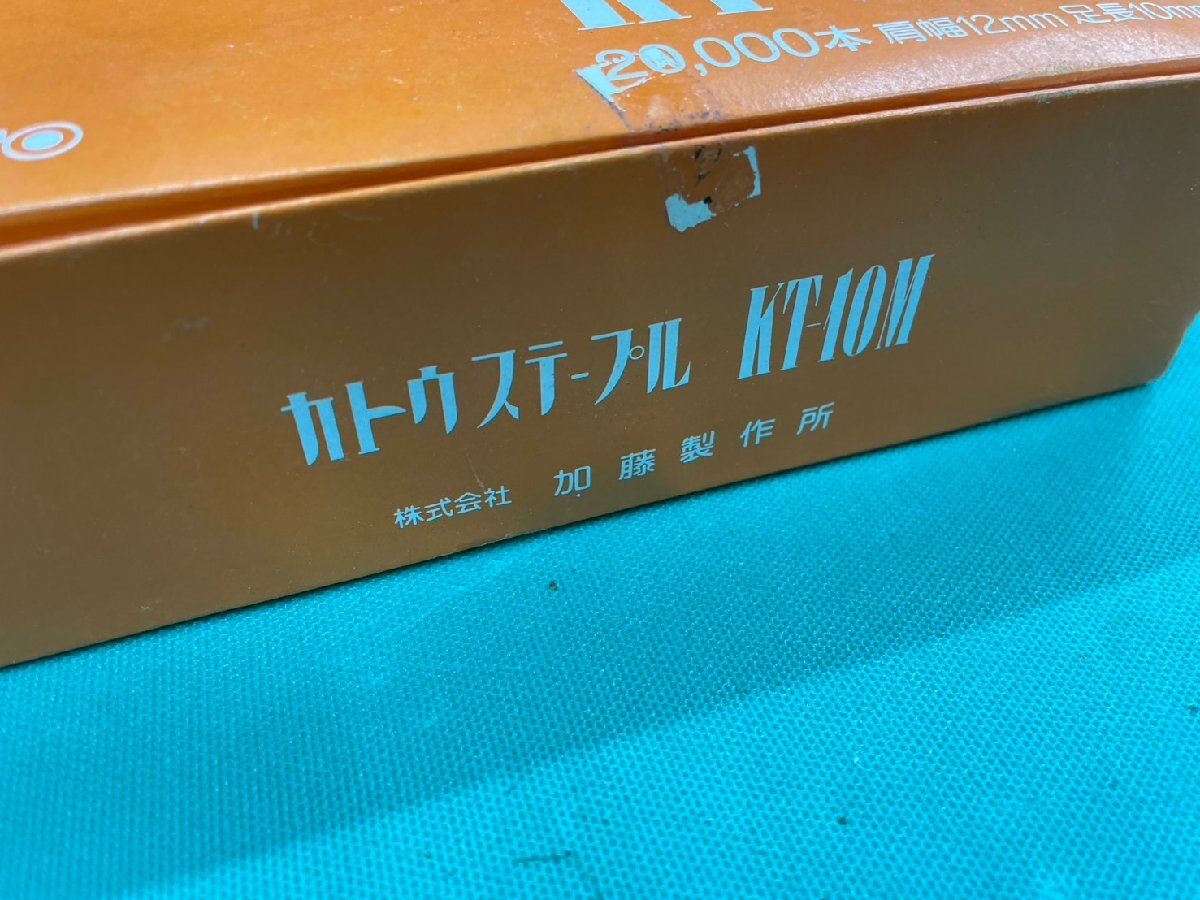 20,000本 肩幅12mm 足長10mm
カトウステープル KT-10M
株式会社 加藤製作所